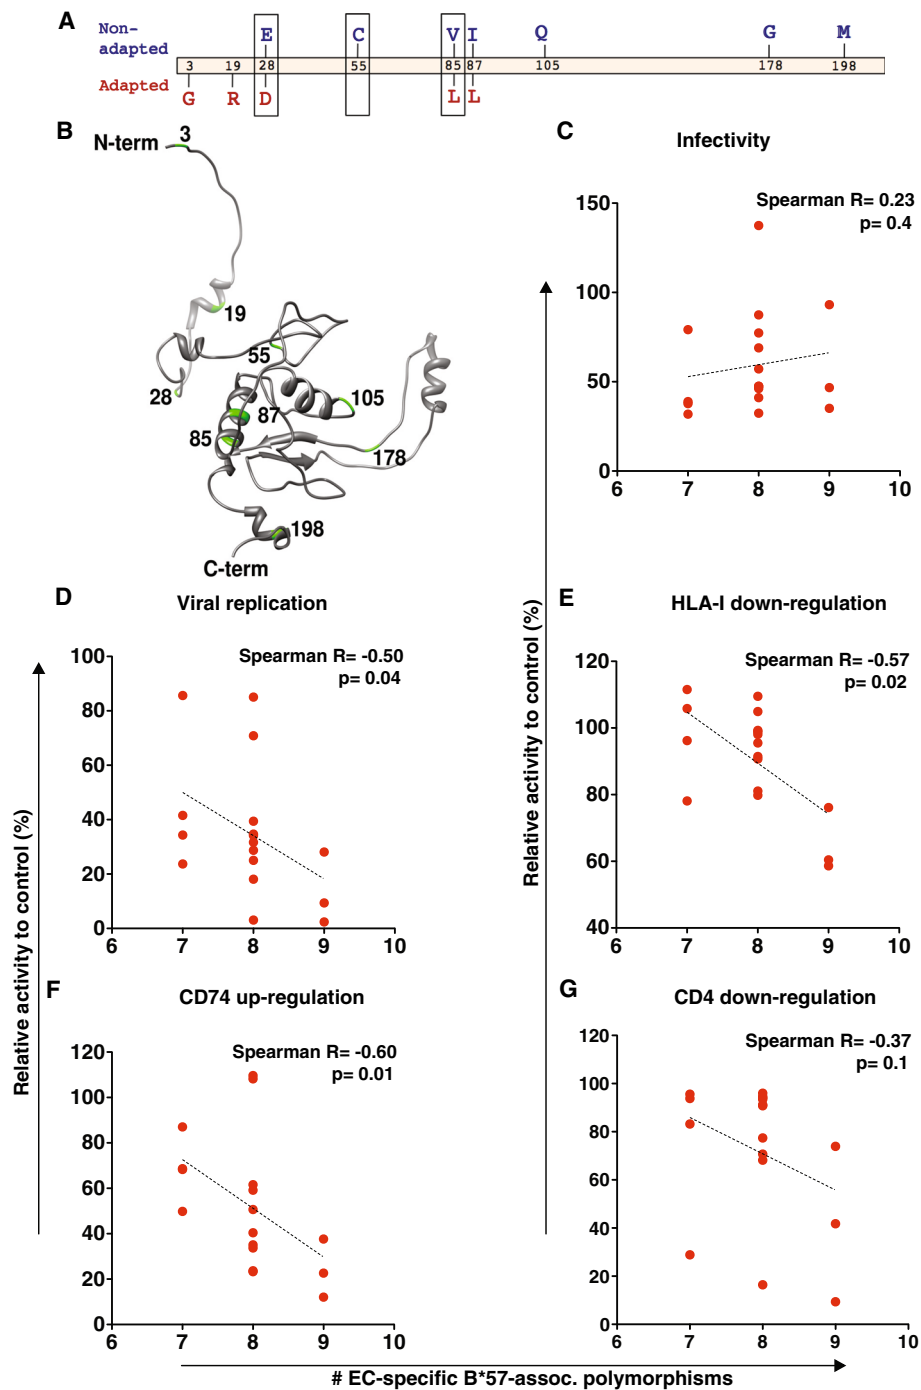 A
Non-
adapted
E C V I Q G M
3 19 28 55 85 87 105 178 198
Adapted
G R D L L
B
N-term
3
19
55
28
105
87
85
178
198
C-term
C
Infectivity
Spearman R= 0.23
p= 0.4
150
100
50
0
6 7 8 9 10
D
Viral replication
Spearman R= -0.50
p= 0.04
100
80
60
40
20
0
6 7 8 9 10
E
HLA-I down-regulation
Spearman R= -0.57
p= 0.02
120
100
80
60
40
6 7 8 9 10
F
CD74 up-regulation
Spearman R= -0.60
p= 0.01
120
100
80
60
40
20
0
6 7 8 9 10
G
CD4 down-regulation
Spearman R= -0.37
p= 0.1
120
100
80
60
40
20
0
6 7 8 9 10
Relative activity to control (%)
Relative activity to control (%)
# EC-specific B*57-assoc. polymorphisms